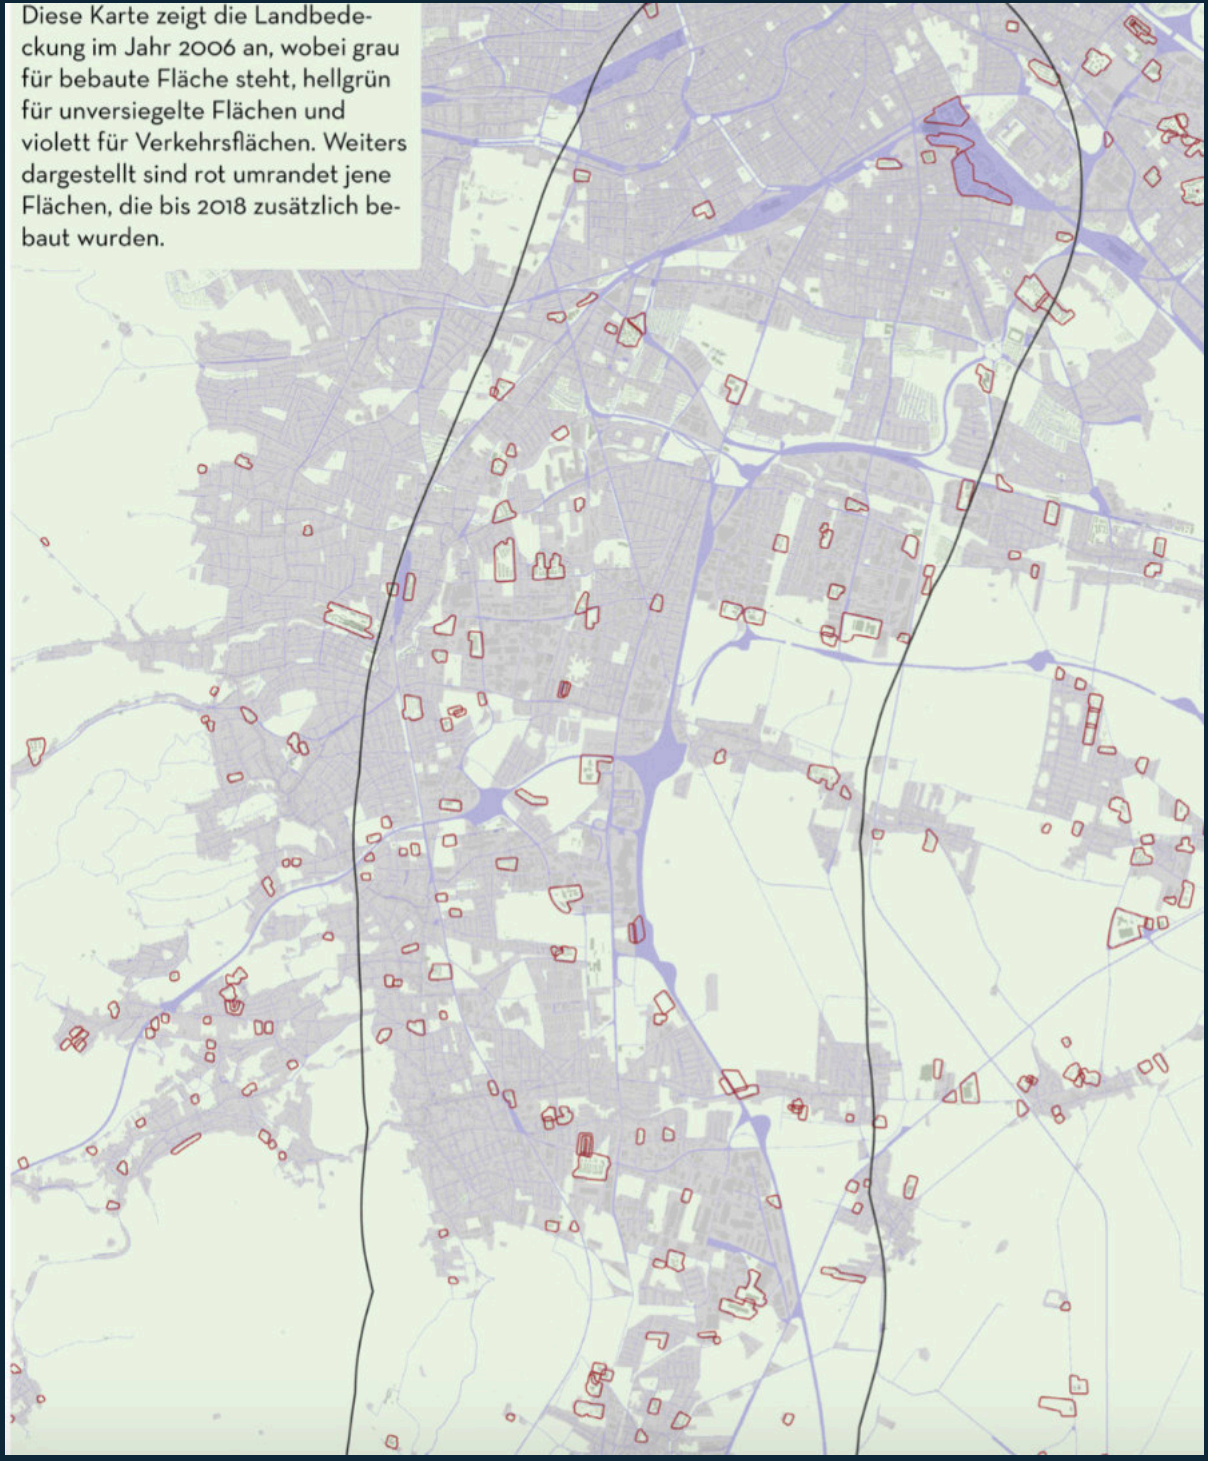 Diese Karte zeigt die Landbede-
ckung im Jahr 2006 an, wobei grau
für bebaute Fläche steht, hellgrün
für unversiegelte Flächen und
violett für Verkehrsflächen. Weiters
dargestellt sind rot umrandet jene
Flächen, die bis 2018 zusätzlich be-
baut wurden.